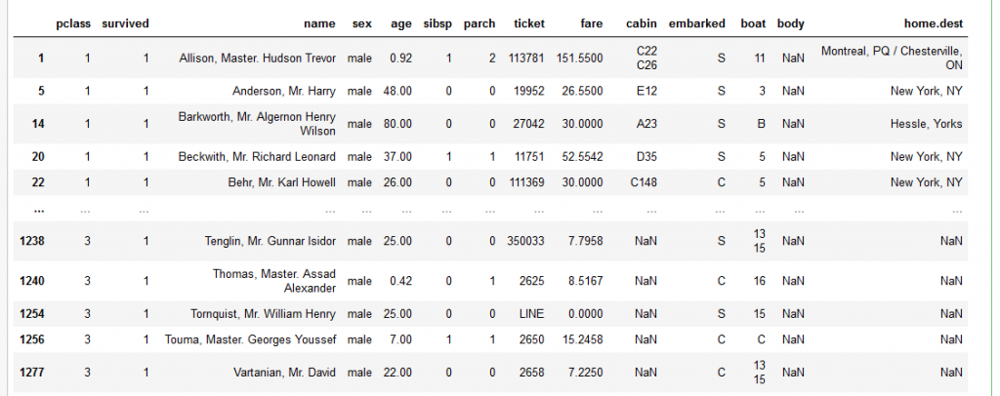 pclass survived name sex age sibsp parch ticket fare cabin embarked boat body home.dest
1 1 1 Allison, Master. Hudson Trevor male 0.92 1 2 113781 151.5500 C22 C26 S 11 NaN Montreal, PQ / Chesterville, ON
5 1 1 Anderson, Mr. Harry male 48.00 0 0 19952 26.5500 E12 S 3 NaN New York, NY
14 1 1 Barkworth, Mr. Algernon Henry Wilson male 80.00 0 0 27042 30.0000 A23 S B NaN Hessle, Yorks
20 1 1 Beckwith, Mr. Richard Leonard male 37.00 1 1 11751 52.5542 D35 S 5 NaN New York, NY
22 1 1 Behr, Mr. Karl Howell male 26.00 0 0 111369 30.0000 C148 C 5 NaN New York, NY
... ... ... ... ... ... ... ... ... ... ... ... ... ... ...
1238 3 1 Tenglin, Mr. Gunnar Isidor male 25.00 0 0 350033 7.7958 NaN S 13 15 NaN NaN
1240 3 1 Thomas, Master. Assad Alexander male 0.42 0 1 2625 8.5167 NaN C 16 NaN NaN
1254 3 1 Tornquist, Mr. William Henry male 25.00 0 0 LINE 0.0000 NaN S 15 NaN NaN
1256 3 1 Touma, Master. Georges Youssef male 7.00 1 1 2650 15.2458 NaN C C NaN NaN
1277 3 1 Vartanian, Mr. David male 22.00 0 0 2658 7.2250 NaN C 13 15 NaN NaN